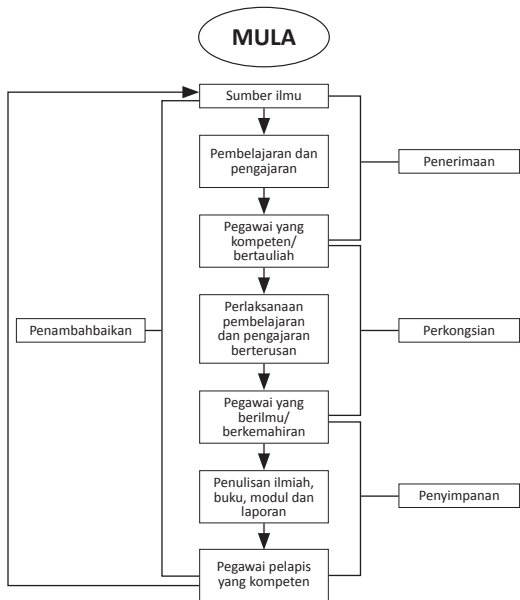 MULA
Sumber ilmu
Pembelajaran dan
pengajaran
Penerimaan
Pegawai yang
kompeten/
bertauliah
Perlaksanaan
pembelajaran
dan pengajaran
berterusan
Penambahbaikan
Perkongsian
Pegawai yang
berilmu/
berkemahiran
Penulisan ilmiah,
buku, modul dan
laporan
Penyimpanan
Pegawai pelapis
yang kompeten